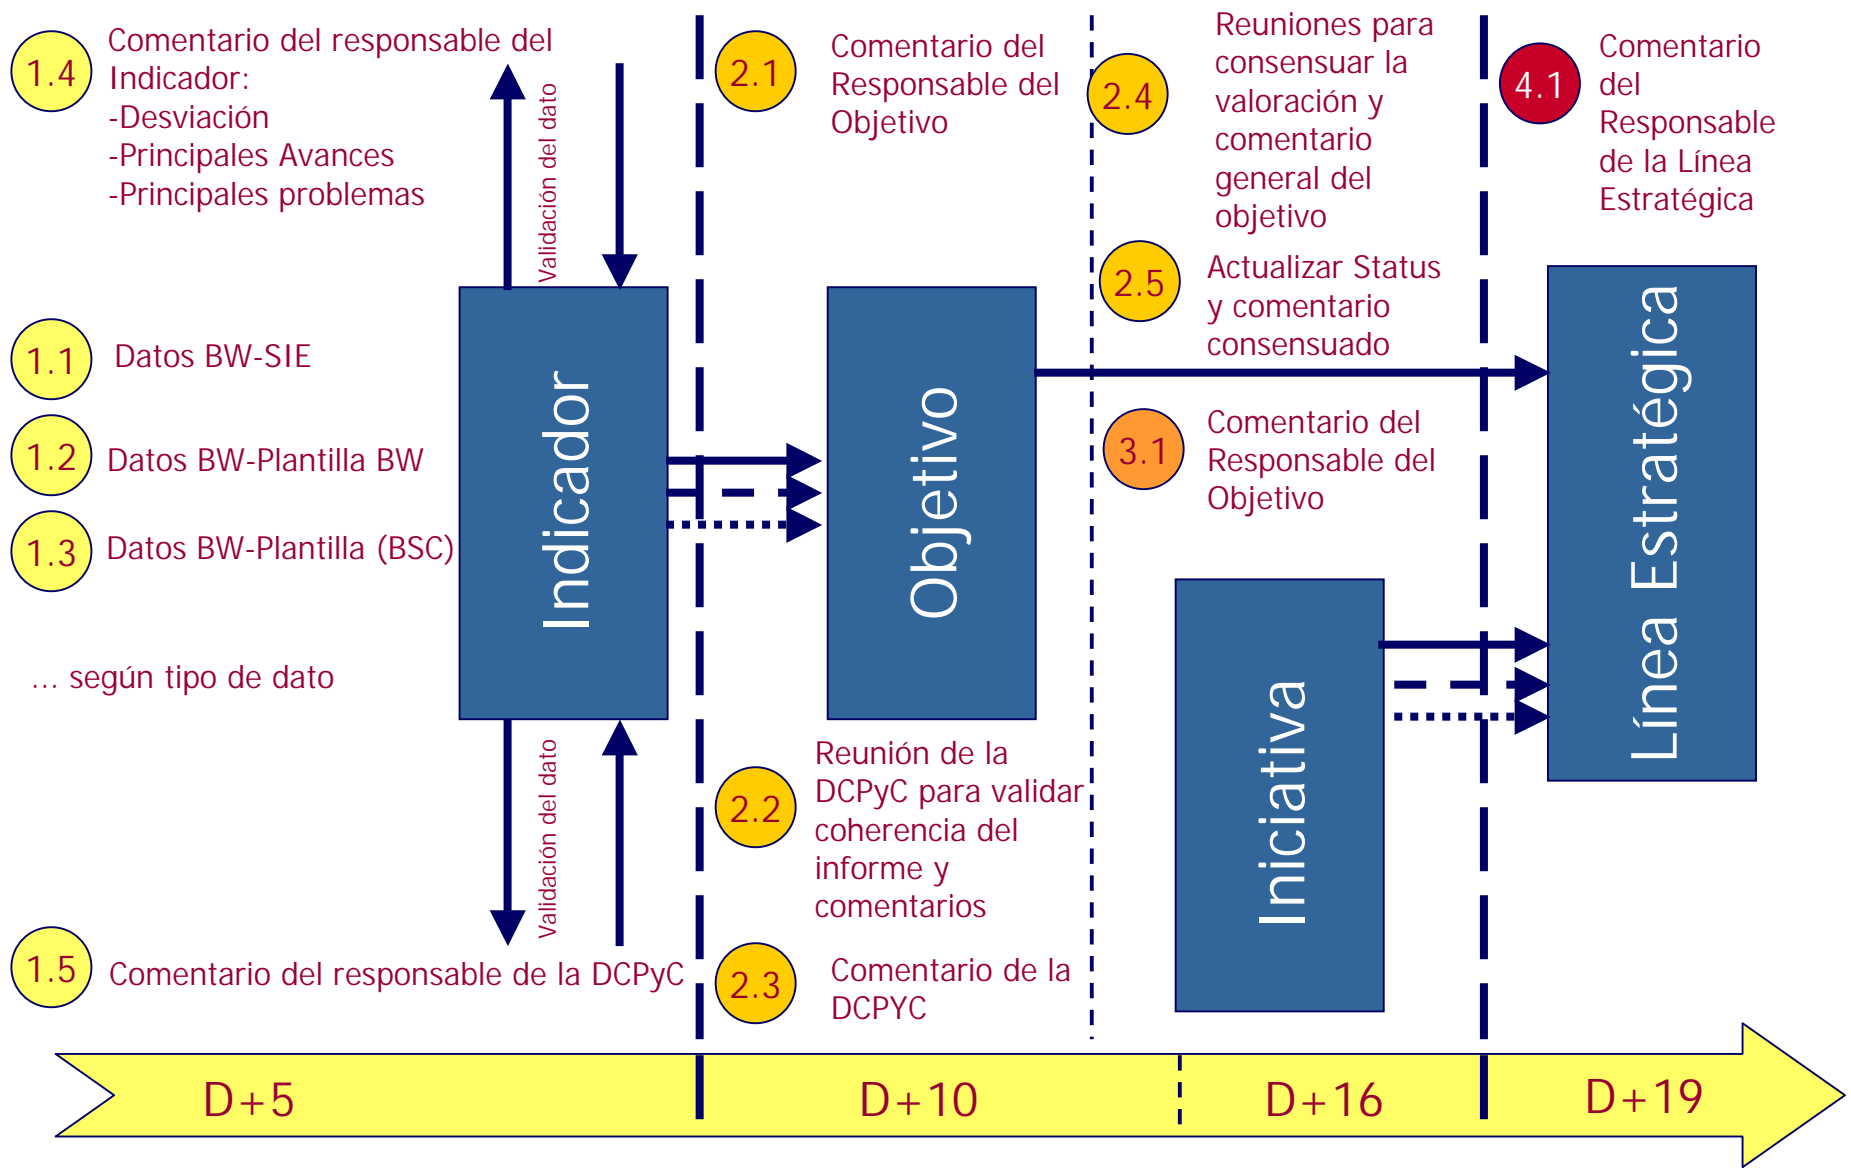 1.4
Comentario del responsable del
Indicador:
-Desviación
-Principales Avances
-Principales problemas
Validación del dato
1.1
Datos BW-SIE
1.2
Datos BW-Plantilla BW
1.3
Datos BW-Plantilla (BSC)
... según tipo de dato
Indicador
Validación del dato
1.5
Comentario del responsable de la DCPyC
2.1
Comentario del
Responsable del
Objetivo
Objetivo
2.2
Reunión de la
DCPyC para validar
coherencia del
informe y
comentarios
2.3
Comentario de la
DCPYC
2.4
Reuniones para
consensuar la
valoración y
comentario
general del
objetivo
2.5
Actualizar Status
y comentario
consensuado
3.1
Comentario del
Responsable del
Objetivo
Iniciativa
4.1
Comentario
del
Responsable
de la Línea
Estratégica
Línea Estratégica
D+5
D+10
D+16
D+19